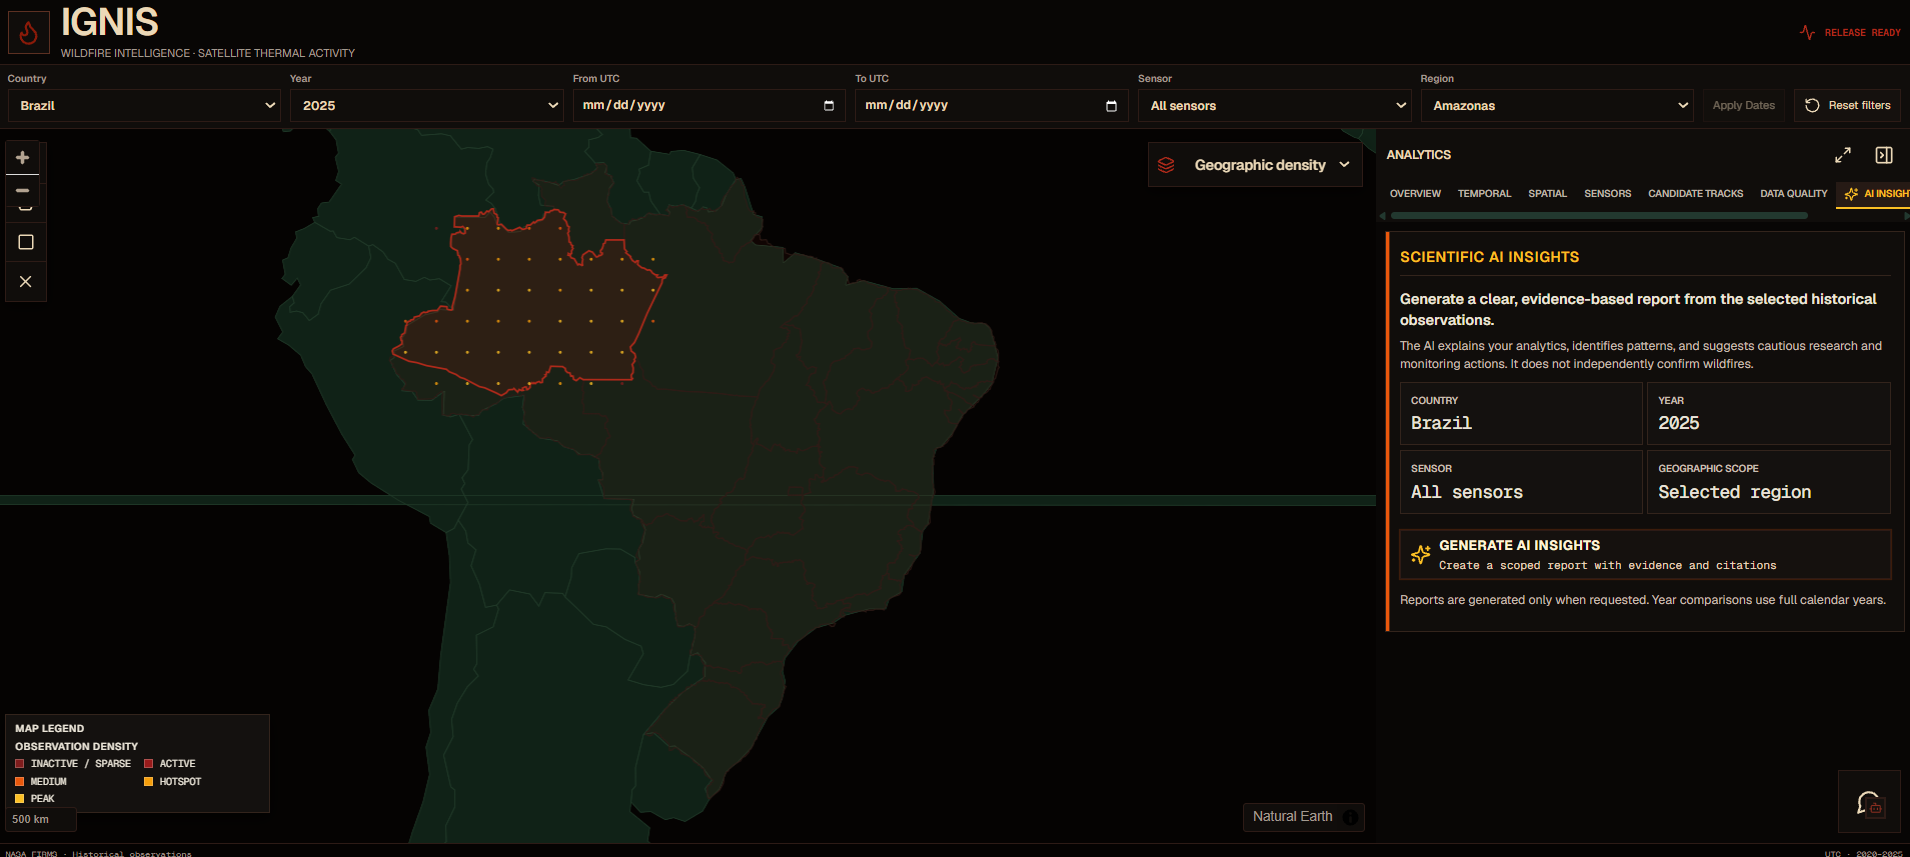 IGNIS
WILDFIRE INTELLIGENCE · SATELLITE THERMAL ACTIVITY
RELEASE READY
Country
Brazil
Year
2025
From UTC
mm/dd/yyyy
To UTC
mm/dd/yyyy
Sensor
All sensors
Region
Amazonas
Apply Dates
Reset filters
Geographic density
ANALYTICS
OVERVIEW TEMPORAL SPATIAL SENSORS CANDIDATE TRACKS DATA QUALITY AI INSIGH
SCIENTIFIC AI INSIGHTS
Generate a clear, evidence-based report from the selected historical
observations.
The AI explains your analytics, identifies patterns, and suggests cautious research and
monitoring actions. It does not independently confirm wildfires.
COUNTRY
Brazil
YEAR
2025
SENSOR
All sensors
GEOGRAPHIC SCOPE
Selected region
GENERATE AI INSIGHTS
Create a scoped report with evidence and citations
Reports are generated only when requested. Year comparisons use full calendar years.
MAP LEGEND
OBSERVATION DENSITY
INACTIVE / SPARSE ACTIVE
MEDIUM HOTSPOT
PEAK
500 km
Natural Earth
NASA FIRMS · Historical observations
UTC · 2020–2025